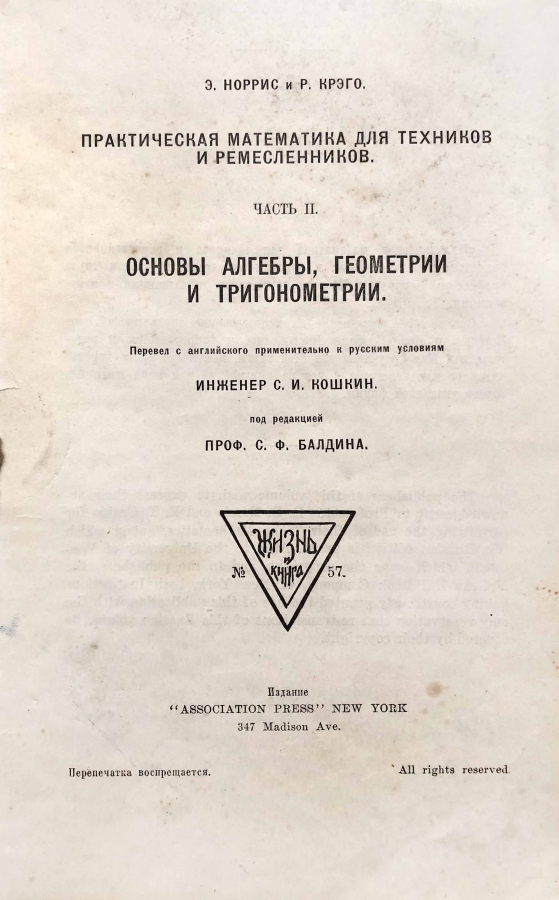 Э. НОРРИС и Р. КРЭГО.
ПРАКТИЧЕСКАЯ МАТЕМАТИКА ДЛЯ ТЕХНИКОВ
И РЕМЕСЛЕННИКОВ.
ЧАСТЬ II.
ОСНОВЫ АЛГЕБРЫ, ГЕОМЕТРИИ
И ТРИГОНОМЕТРИИ.
Перевел с английского применительно к русским условиям
ИНЖЕНЕР С. И. КОШКИН.
под редакцией
ПРОФ. С. Ф. БАЛДИНА.
ЖИЗНЬ
и
№ КНИГА 57.
Издание
"ASSOCIATION PRESS" NEW YORK
347 Madison Ave.
Перепечатка воспрещается. All rights reserved.